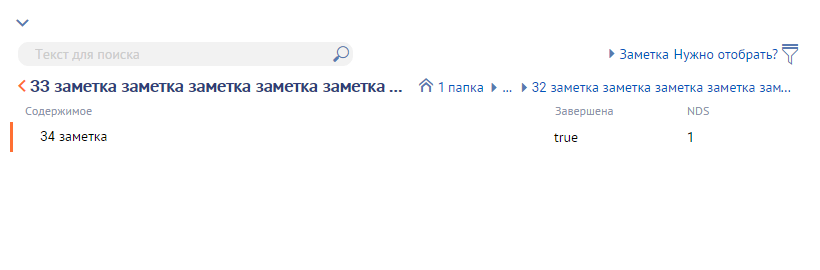 Текст для поиска Заметка Нужно отобрать?
33 заметка заметка заметка заметка заметка ... 1 папка ... 32 заметка заметка заметка заметка зам...
Содержимое Завершена NDS
34 заметка true 1